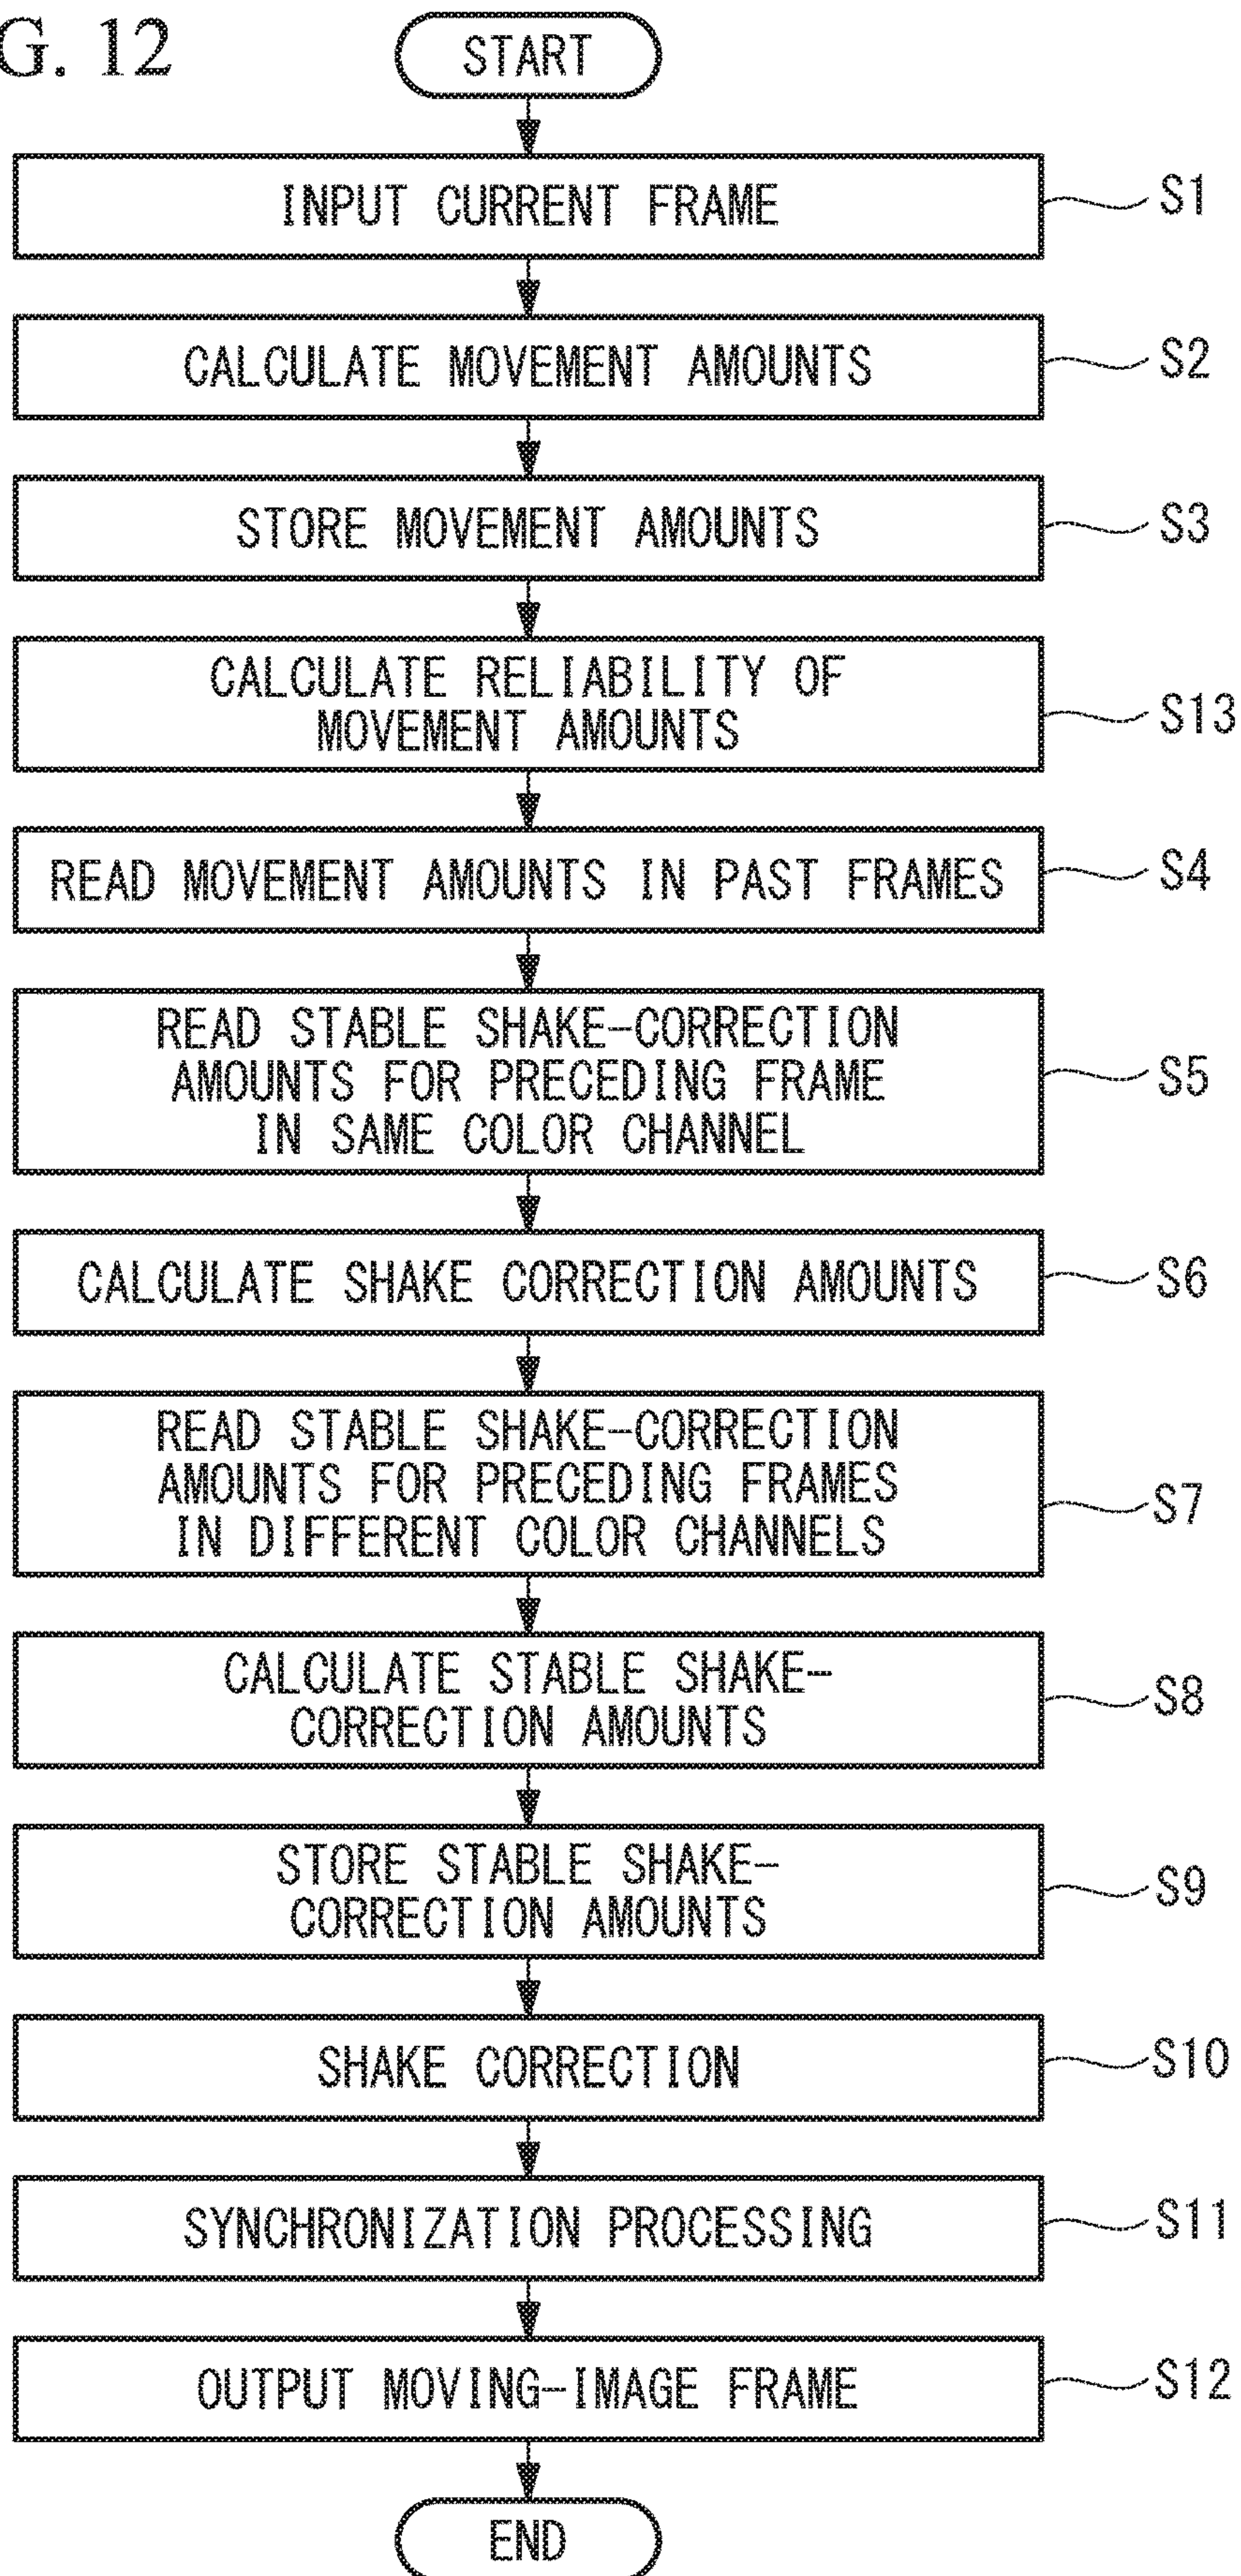 G. 12
START
INPUT CURRENT FRAME
S1
CALCULATE MOVEMENT AMOUNTS
S2
STORE MOVEMENT AMOUNTS
S3
CALCULATE RELIABILITY OF
MOVEMENT AMOUNTS
S13
READ MOVEMENT AMOUNTS IN PAST FRAMES
S4
READ STABLE SHAKE-CORRECTION
AMOUNTS FOR PRECEDING FRAME
IN SAME COLOR CHANNEL
S5
CALCULATE SHAKE CORRECTION AMOUNTS
S6
READ STABLE SHAKE-CORRECTION
AMOUNTS FOR PRECEDING FRAMES
IN DIFFERENT COLOR CHANNELS
S7
CALCULATE STABLE SHAKE-
CORRECTION AMOUNTS
S8
STORE STABLE SHAKE-
CORRECTION AMOUNTS
S9
SHAKE CORRECTION
S10
SYNCHRONIZATION PROCESSING
S11
OUTPUT MOVING-IMAGE FRAME
S12
END